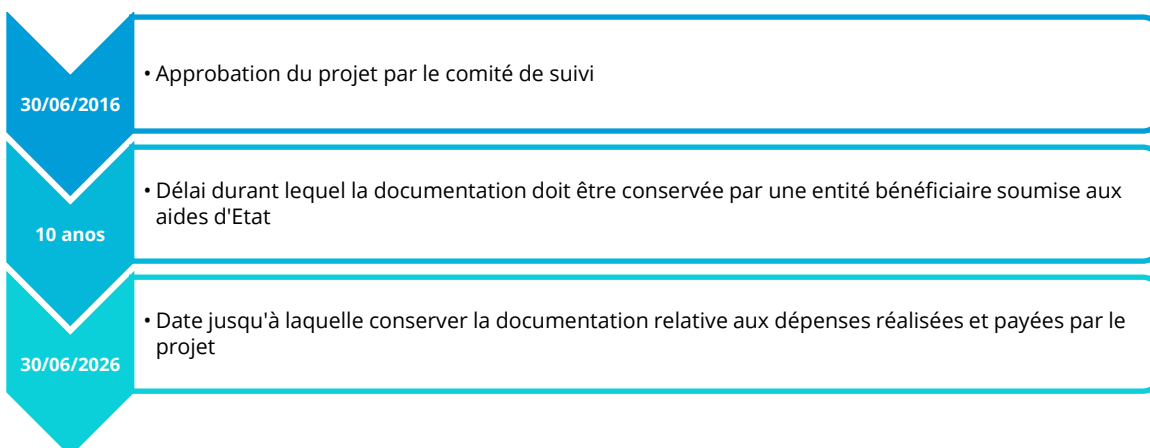 30/06/2016
• Approbation du projet par le comité de suivi
10 anos
• Délai durant lequel la documentation doit être conservée par une entité bénéficiaire soumise aux
aides d'Etat
30/06/2026
• Date jusqu'à laquelle conserver la documentation relative aux dépenses réalisées et payées par le
projet